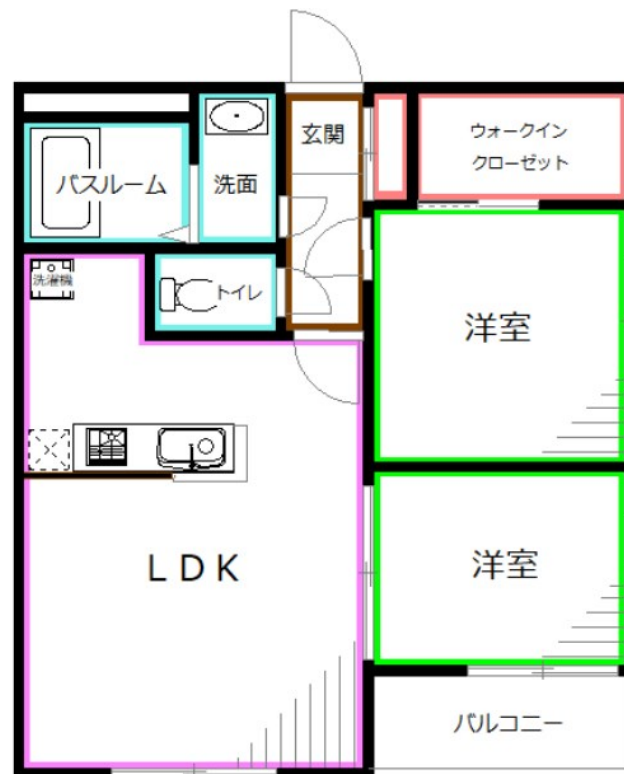 玄関
ウォークイン
クローゼット
バスルーム
洗面
洗濯機
トイレ
洋室
LDK
洋室
バルコニー